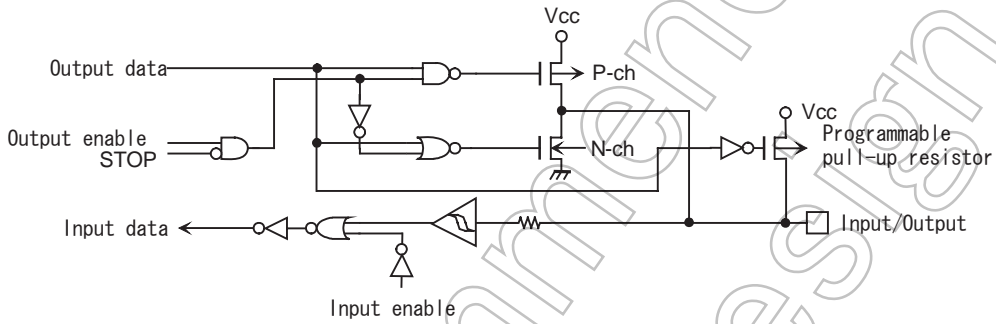 Vcc
Output data
P-ch
Vcc
Output enable
STOP
N-ch
Programmable
pull-up resistor
Input data
Input/Output
Input enable